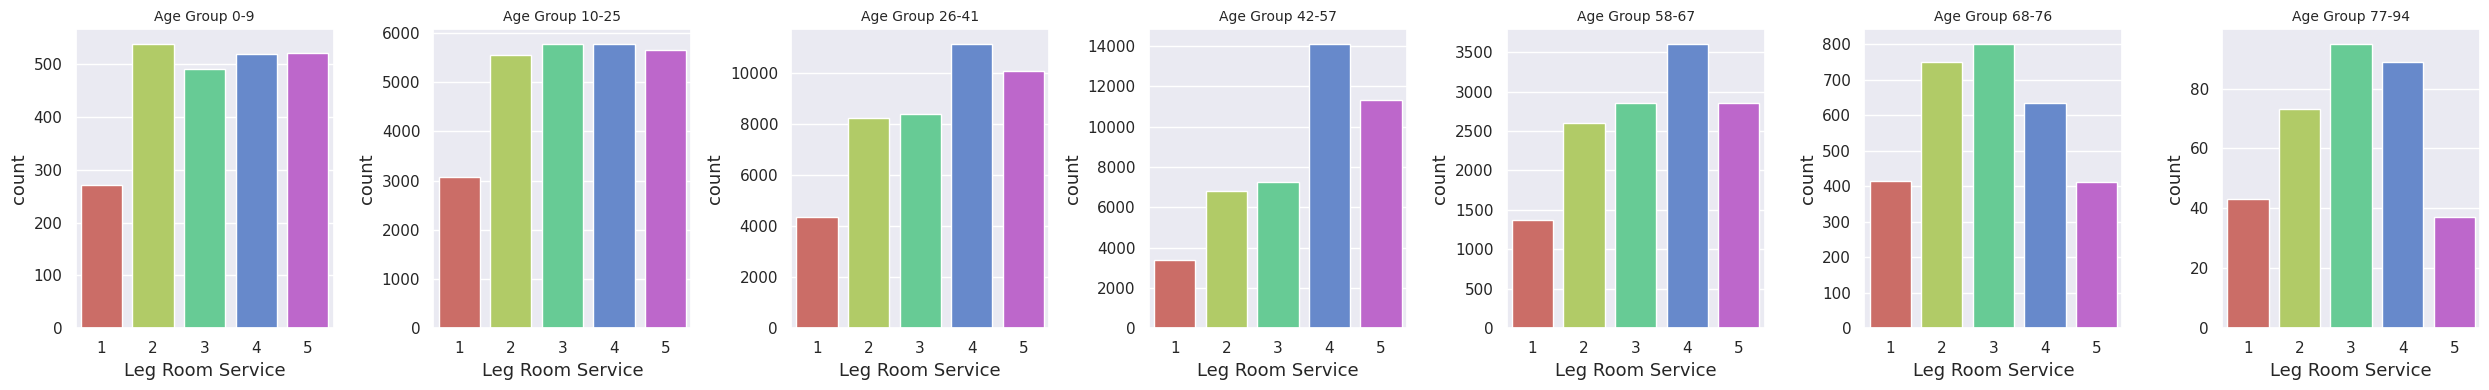 Age Group 0-9
500
400
300
200
100
0
count
1 2 3 4 5
Leg Room Service
Age Group 10-25
6000
5000
4000
3000
2000
1000
0
count
1 2 3 4 5
Leg Room Service
Age Group 26-41
10000
8000
6000
4000
2000
0
count
1 2 3 4 5
Leg Room Service
Age Group 42-57
14000
12000
10000
8000
6000
4000
2000
0
count
1 2 3 4 5
Leg Room Service
Age Group 58-67
3500
3000
2500
2000
1500
1000
500
0
count
1 2 3 4 5
Leg Room Service
Age Group 68-76
800
700
600
500
400
300
200
100
0
count
1 2 3 4 5
Leg Room Service
Age Group 77-94
80
60
40
20
0
count
1 2 3 4 5
Leg Room Service